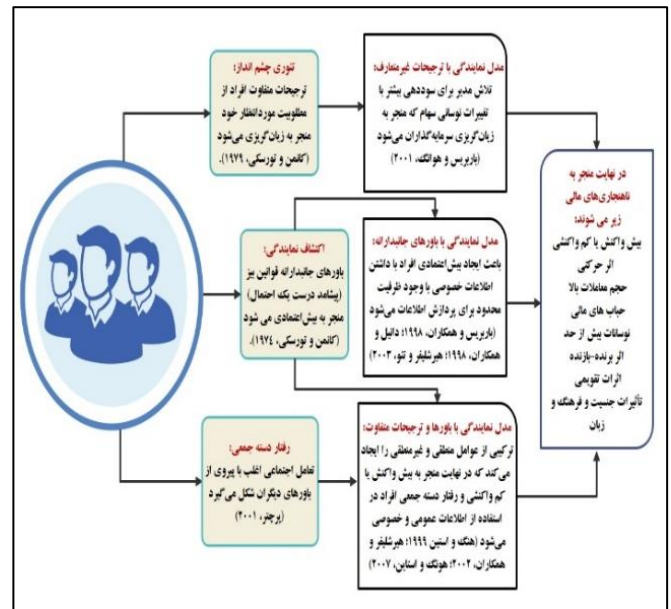 تئوری چشم انداز:
ترجیحات متفاوت افراد از
مطلوبیت موردانتظار خود
منجر به زیان‌گریزی می‌شود
(کانمن و تورسکی، ۱۹۷۹).
مدل نمایندگی با ترجیحات غیرمتعارف:
تلاش مدیر برای سوددهی بیشتر با
تغییرات نوسانی سهام که منجر به
زیان‌گریزی سرمایه‌گذاران می‌شود
(باربریس و هوانگ، ۲۰۰۱)
اکتشاف نمایندگی:
باورهای جانبدارانه قوانین بیز
(پیشامد درست یک احتمال)
منجر به بیش‌اعتمادی می شود
(کانمن و تورسکی، ۱۹۷۴).
مدل نمایندگی با باورهای جانبدارانه:
باعث ایجاد بیش‌اعتمادی افراد با داشتن
اطلاعات خصوصی با وجود ظرفیت
محدود برای پردازش اطلاعات می‌شود
(باربریس و همکاران، ۱۹۹۸؛ دانیل و
همکاران، ۱۹۹۸؛ هیرشلیفر و تئو، ۲۰۰۳)
رفتار دسته جمعی:
تعامل اجتماعی اغلب با پیروی از
باورهای دیگران شکل می‌گیرد
(پرچتر، ۲۰۰۱)
مدل نمایندگی با باورها و ترجیحات متفاوت:
ترکیبی از عوامل منطقی و غیرمنطقی را ایجاد
می‌کند که در نهایت منجر به بیش واکنش یا
کم واکنشی و رفتار دسته جمعی افراد در
استفاده از اطلاعات عمومی و خصوصی
می‌شود (هنگ و استین ۱۹۹۹؛ هیرشلیفر و
همکاران، ۲۰۰۲؛ هونگ و استاین، ۲۰۰۷)
در نهایت منجر به
ناهنجاری‌های مالی
زیر می شوند:
بیش واکنش یا کم واکنشی
اثر حرکتی
حجم معاملات بالا
حباب های مالی
نوسانات بیش از حد
اثر برنده-بازنده
اثرات تقویمی
تأثیرات جنسیت و فرهنگ و
زبان